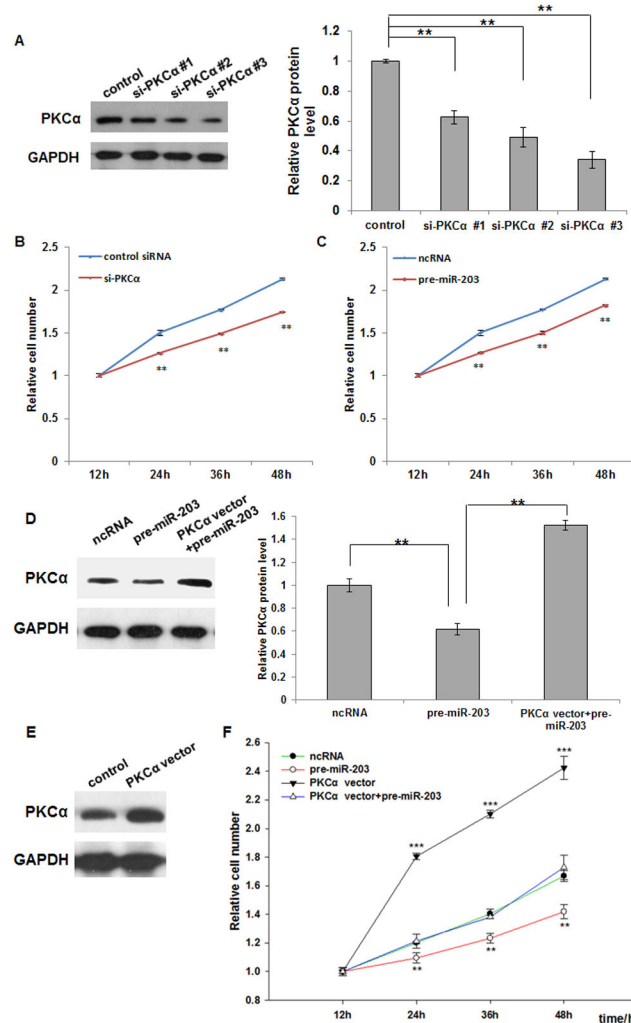 A
control
si-PKCα #1
si-PKCα #2
si-PKCα #3
PKCα
GAPDH
Relative PKCα protein
level
1.2
1
0.8
0.6
0.4
0.2
0
**
**
**
control
si-PKCα #1
si-PKCα #2
si-PKCα #3
B
Relative cell number
2.5
2
1.5
1
0.5
0
control siRNA
si-PKCα
**
**
**
12h
24h
36h
48h
C
Relative cell number
2.5
2
1.5
1
0.5
0
ncRNA
pre-miR-203
**
**
**
12h
24h
36h
48h
D
ncRNA
pre-miR-203
PKCα vector
+pre-miR-203
PKCα
GAPDH
Relative PKCα protein level
1.6
1.4
1.2
1
0.8
0.6
0.4
0.2
0
**
**
ncRNA
pre-miR-203
PKCα vector+pre-
miR-203
E
control
PKCα vector
PKCα
GAPDH
F
Relative cell number
2.6
2.4
2.2
2.0
1.8
1.6
1.4
1.2
1.0
0.8
ncRNA
pre-miR-203
PKCα vector
PKCα vector+pre-miR-203
***
***
***
**
**
**
12h
24h
36h
48h